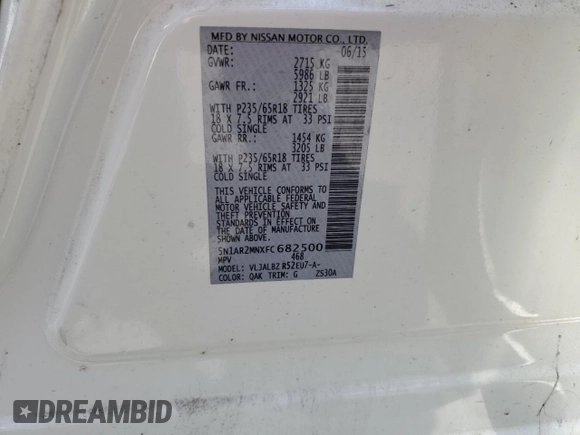 MFD BY NISSAN MOTOR CO., LTD.
DATE: 06/15
GVWR: 2715 KG
5986 LB
GAWR FR.: 1325 KG
2921 LB
WITH P235/65R18 TIRES
18 X 7.5 RIMS AT 33 PSI
COLD SINGLE
GAWR RR.: 1454 KG
3205 LB
WITH P235/65R18 TIRES
18 X 7.5 RIMS AT 33 PSI
COLD SINGLE
THIS VEHICLE CONFORMS TO
ALL APPLICABLE FEDERAL
MOTOR VEHICLE SAFETY AND
THEFT PREVENTION
STANDARDS IN EFFECT ON
THE DATE OF MANUFACTURE
5N1AR2MNXFC682500
MPV 468
MODEL: VLJALBZ R52EU7-A-
COLOR: QAK TRIM: G ZS30A
DREAMBID